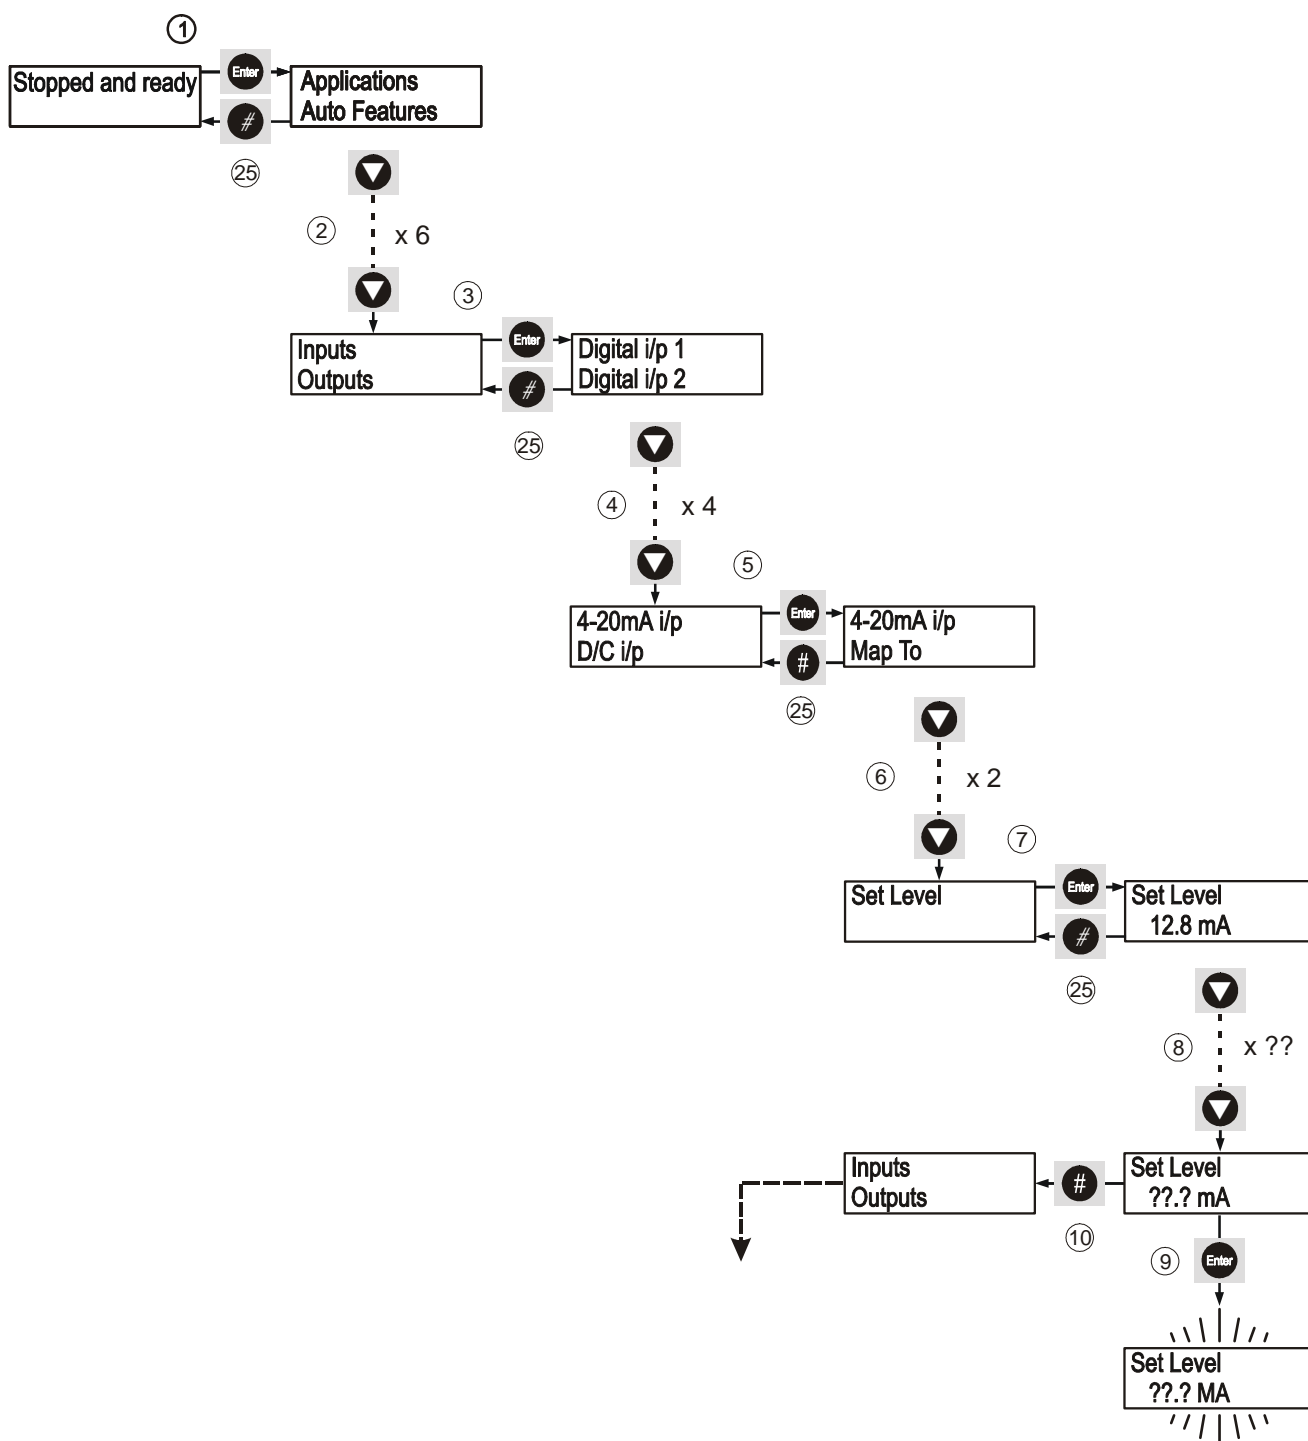 ①
Stopped and ready
Enter
Applications
Auto Features
#
㉕
②
x 6
③
Inputs
Outputs
Enter
Digital i/p 1
Digital i/p 2
#
㉕
④
x 4
⑤
4-20mA i/p
D/C i/p
Enter
4-20mA i/p
Map To
#
㉕
⑥
x 2
⑦
Set Level
Enter
Set Level
12.8 mA
#
㉕
⑧
x ??
Inputs
Outputs
#
Set Level
??.? mA
⑩
⑨
Enter
Set Level
??.? MA